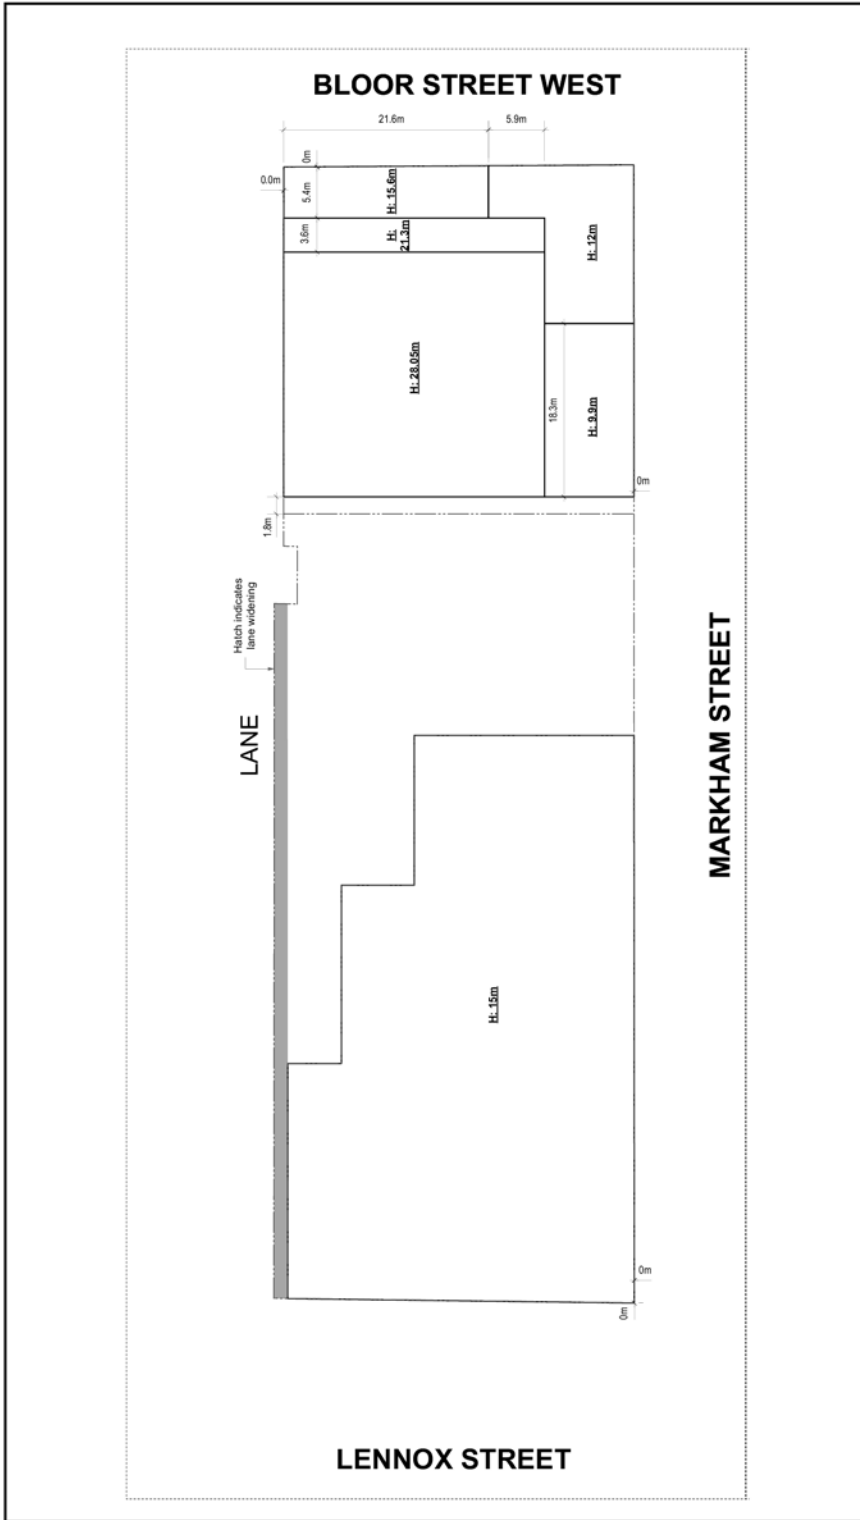 BLOOR STREET WEST
21.6m
5.9m
0m
0.0m
5.4m
H: 15.6m
3.6m
H:
21.3m
H: 12m
H: 28.05m
18.3m
H: 9.9m
0m
1.8m
Hatch indicates
lane widening
LANE
MARKHAM STREET
H: 15m
0m
0m
LENNOX STREET